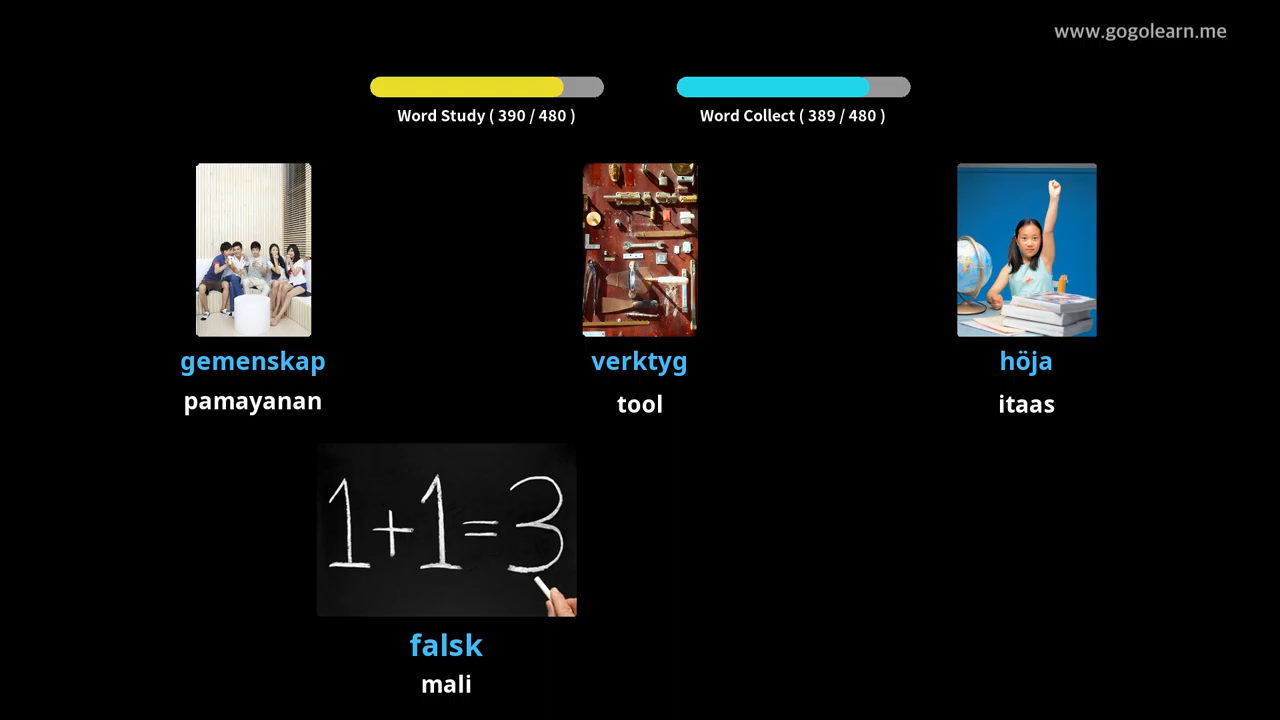 www.gogolearn.me
Word Study ( 390 / 480 )
Word Collect ( 389 / 480 )
gemenskap
pamayanan
verktyg
tool
höja
itaas
1+1=3
falsk
mali